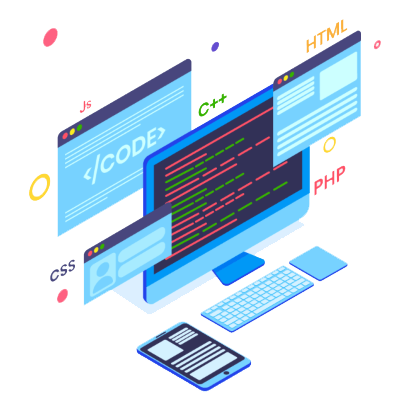 HTML
Js
C++
</CODE>
PHP
CSS